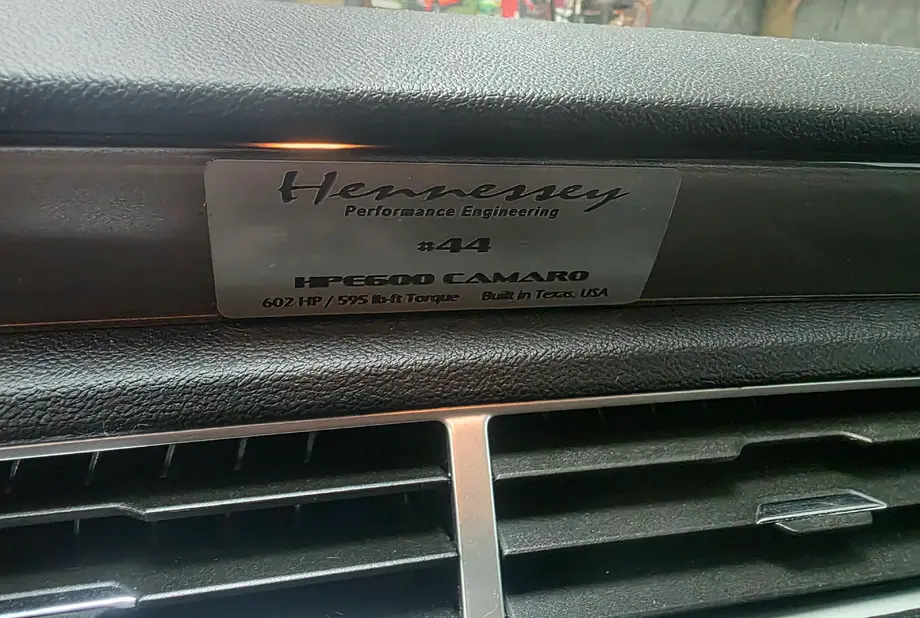 Hennessey
Performance Engineering
#44
HPE600 CAMARO
602 HP / 595 lb-ft Torque Built in Texas, USA